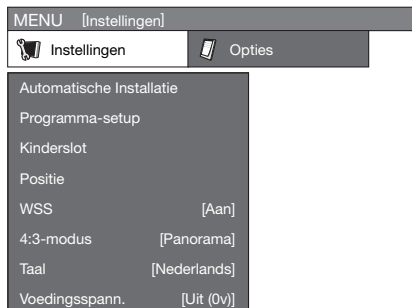 MENU [Instellingen]
Instellingen Opties
Automatische Installatie
Programma-setup
Kinderslot
Positie
WSS [Aan]
4:3-modus [Panorama]
Taal [Nederlands]
Voedingsspann. [Uit (0v)]